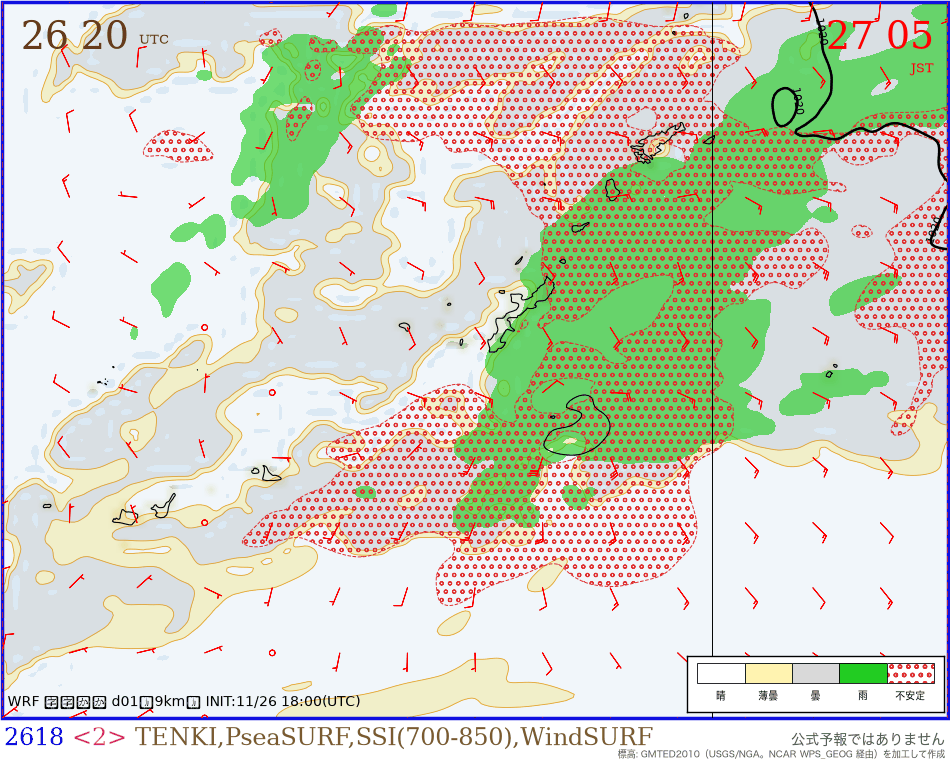 26 20 UTC
27 05
JST
1020
1020
晴 薄曇 曇 雨 不安定
WRF d01 9km INIT:11/26 18:00(UTC)
2618 <2> TENKI,PseaSURF,SSI(700-850),WindSURF
公式予報ではありません
標高: GMTED2010（USGS/NGA。NCAR WPS_GEOG 経由）を加工して作成